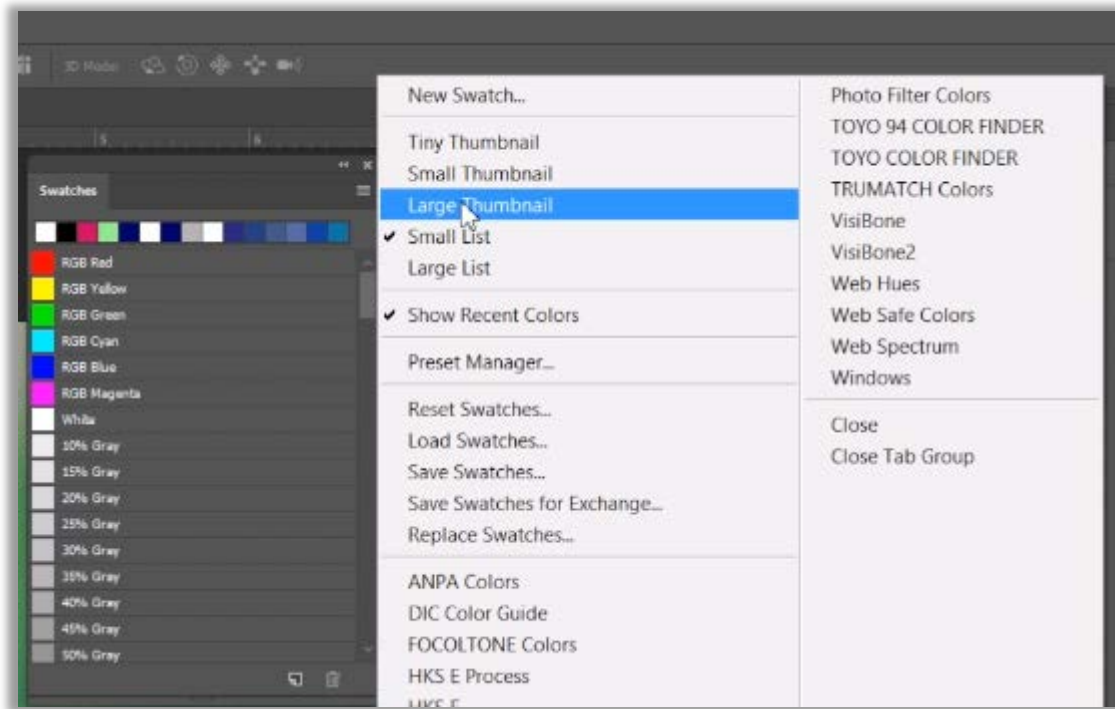 3D Mode:
5
6
Swatches
RGB Red
RGB Yellow
RGB Green
RGB Cyan
RGB Blue
RGB Magenta
White
10% Gray
15% Gray
20% Gray
25% Gray
30% Gray
35% Gray
40% Gray
45% Gray
50% Gray
New Swatch...
Tiny Thumbnail
Small Thumbnail
Large Thumbnail
Small List
Large List
Show Recent Colors
Preset Manager...
Reset Swatches...
Load Swatches...
Save Swatches...
Save Swatches for Exchange...
Replace Swatches...
ANPA Colors
DIC Color Guide
FOCOLTONE Colors
HKS E Process
HKS E
Photo Filter Colors
TOYO 94 COLOR FINDER
TOYO COLOR FINDER
TRUMATCH Colors
VisiBone
VisiBone2
Web Hues
Web Safe Colors
Web Spectrum
Windows
Close
Close Tab Group